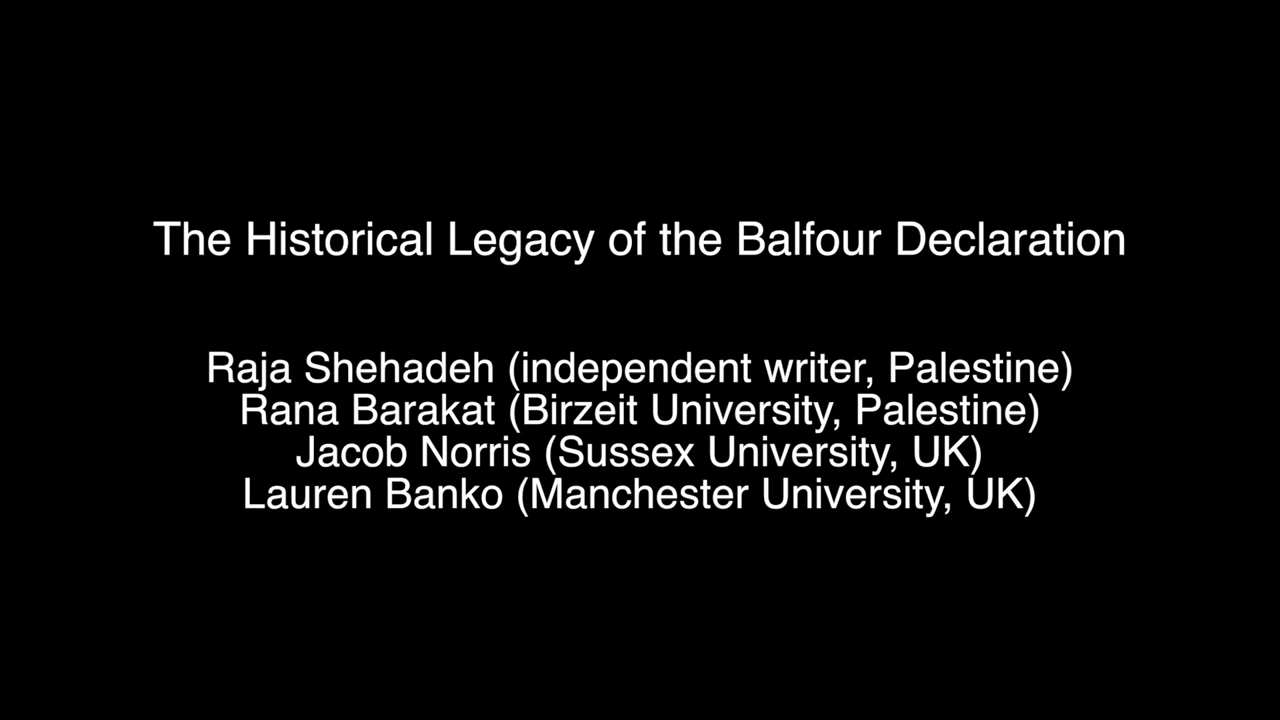 The Historical Legacy of the Balfour Declaration
Raja Shehadeh (independent writer, Palestine)
Rana Barakat (Birzeit University, Palestine)
Jacob Norris (Sussex University, UK)
Lauren Banko (Manchester University, UK)